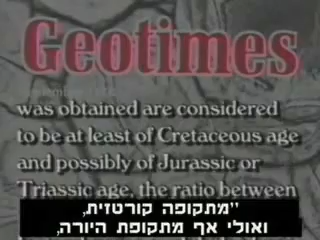 Geotimes
was obtained are considered
to be at least of Cretaceous age
and possibly of Jurassic or
Triassic age, the ratio between
"מתקופה קורטזית,
ואולי אף מתקופת היורה,